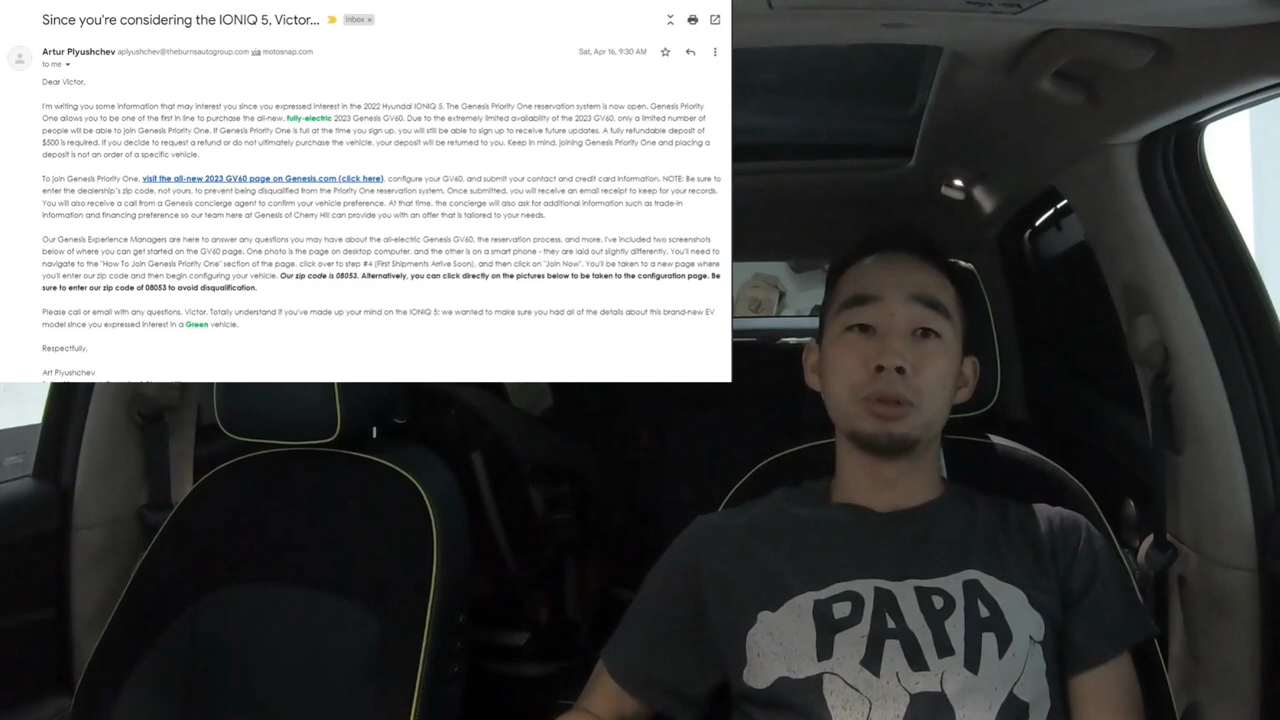 Since you're considering the IONIQ 5, Victor...
Inbox ×
Artur Plyushchev aplyushchev@theburnsautogroup.com via motosnap.com
Sat, Apr 16, 9:30 AM
to me
Dear Victor,
I'm writing you some information that may interest you since you expressed interest in the 2022 Hyundai IONIQ 5. The Genesis Priority One reservation system is now open. Genesis Priority
One allows you to be one of the first in line to purchase the all-new, fully-electric 2023 Genesis GV60. Due to the extremely limited availability of the 2023 GV60, only a limited number of
people will be able to join Genesis Priority One. If Genesis Priority One is full at the time you sign up, you will still be able to sign up to receive future updates. A fully refundable deposit of
$500 is required. If you decide to request a refund or do not ultimately purchase the vehicle, your deposit will be returned to you. Keep in mind, joining Genesis Priority One and placing a
deposit is not an order of a specific vehicle.
To join Genesis Priority One, visit the all-new 2023 GV60 page on Genesis.com (click here), configure your GV60, and submit your contact and credit card information. NOTE: Be sure to
enter the dealership's zip code, not yours, to prevent being disqualified from the Priority One reservation system. Once submitted, you will receive an email receipt to keep for your records.
You will also receive a call from a Genesis concierge agent to confirm your vehicle preference. At that time, the concierge will also ask for additional information such as trade-in
information and financing preference so our team here at Genesis of Cherry Hill can provide you with an offer that is tailored to your needs.
Our Genesis Experience Managers are here to answer any questions you may have about the all-electric Genesis GV60, the reservation process, and more. I've included two screenshots
below of where you can get started on the GV60 page. One photo is the page on desktop computer, and the other is on a smart phone - they are laid out slightly differently. You'll need to
navigate to the "How To Join Genesis Priority One" section of the page, click over to step #4 (First Shipments Arrive Soon), and then click on "Join Now". You'll be taken to a new page where
you'll enter our zip code and then begin configuring your vehicle. Our zip code is 08053. Alternatively, you can click directly on the pictures below to be taken to the configuration page. Be
sure to enter our zip code of 08053 to avoid disqualification.
Please call or email with any questions, Victor. Totally understand if you've made up your mind on the IONIQ 5; we wanted to make sure you had all of the details about this brand-new EV
model since you expressed interest in a Green vehicle.
Respectfully,
Art Plyushchev
PAPA